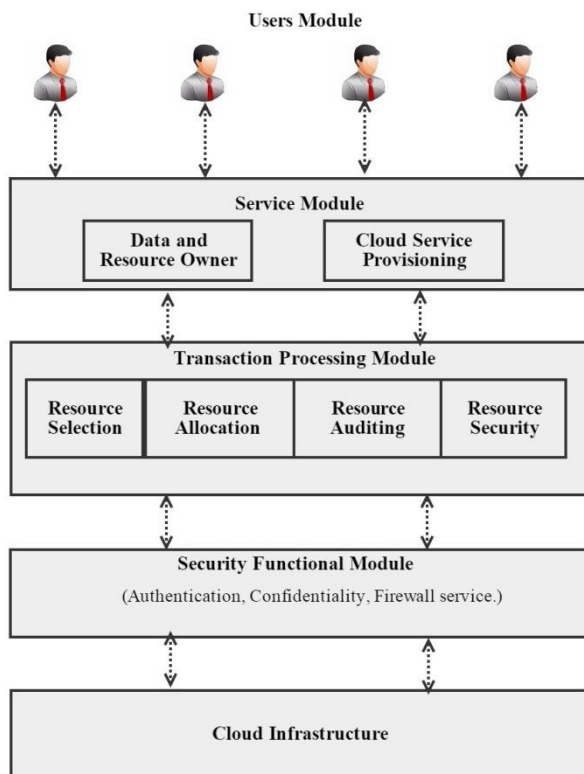 Users Module
Service Module
Data and
Resource Owner
Cloud Service
Provisioning
Transaction Processing Module
Resource
Selection
Resource
Allocation
Resource
Auditing
Resource
Security
Security Functional Module
(Authentication, Confidentiality, Firewall service.)
Cloud Infrastructure